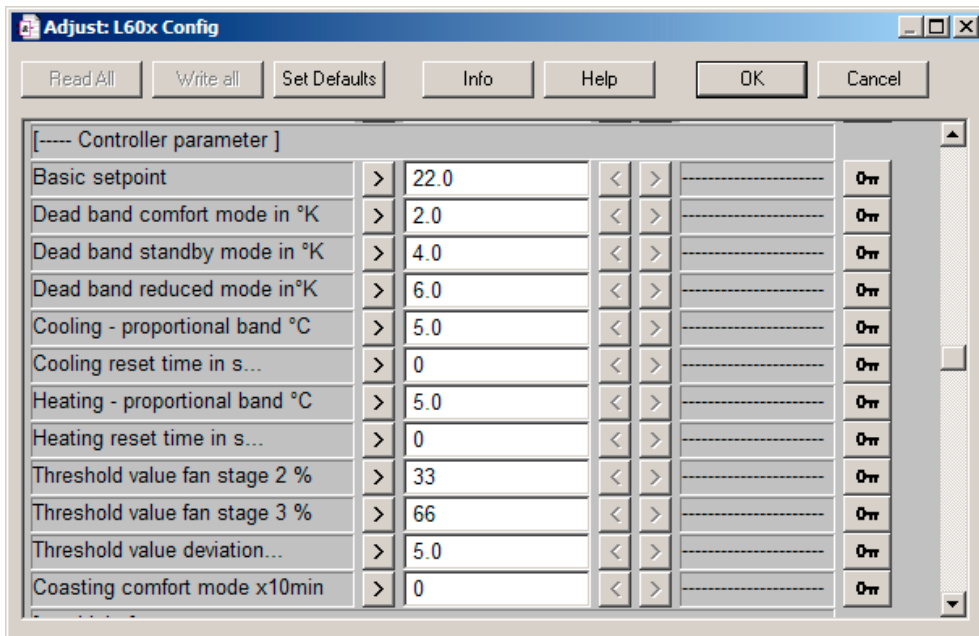 Adjust: L60x Config
Read All Write all Set Defaults Info Help OK Cancel
[----- Controller parameter ]
Basic setpoint > 22.0 < > -----------------------
Dead band comfort mode in °K > 2.0 < > -----------------------
Dead band standby mode in °K > 4.0 < > -----------------------
Dead band reduced mode in°K > 6.0 < > -----------------------
Cooling - proportional band °C > 5.0 < > -----------------------
Cooling reset time in s... > 0 < > -----------------------
Heating - proportional band °C > 5.0 < > -----------------------
Heating reset time in s... > 0 < > -----------------------
Threshold value fan stage 2 % > 33 < > -----------------------
Threshold value fan stage 3 % > 66 < > -----------------------
Threshold value deviation... > 5.0 < > -----------------------
Coasting comfort mode x10min > 0 < > -----------------------